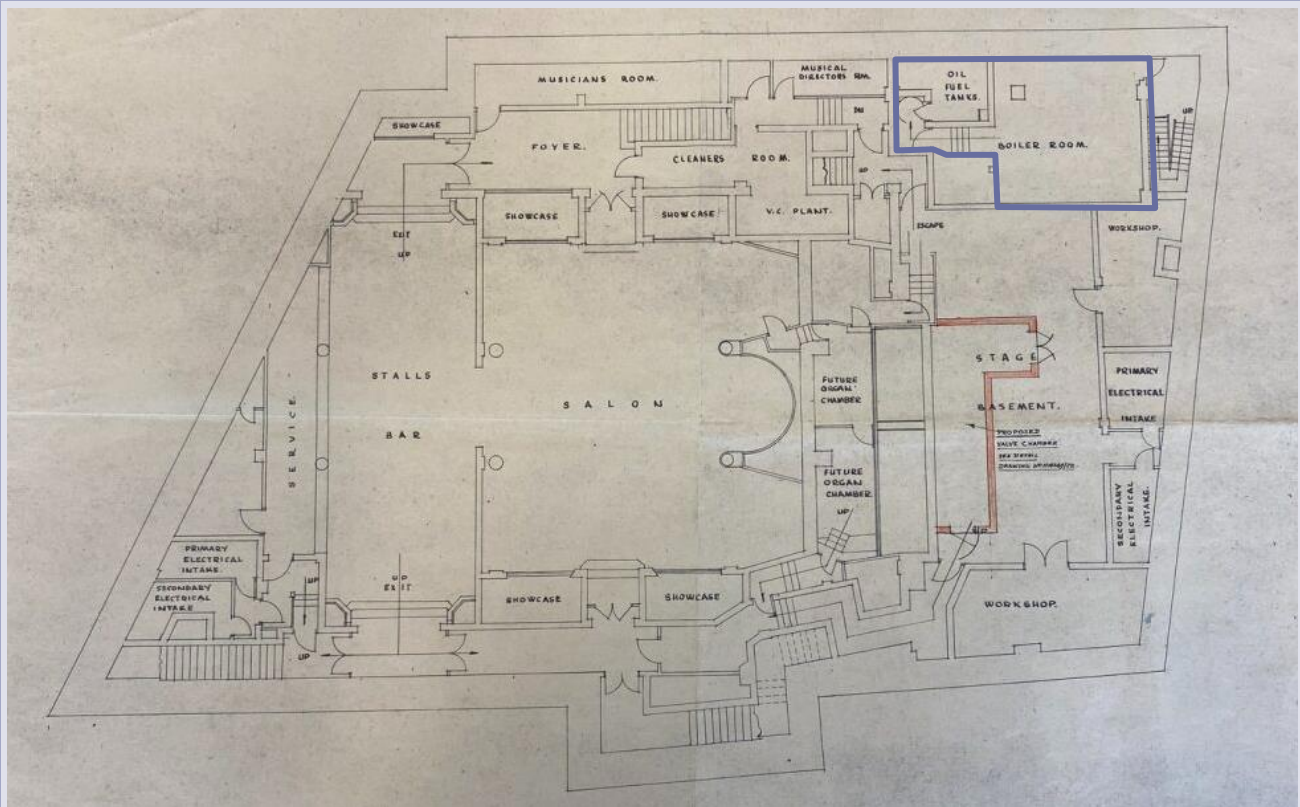 MUSICIANS ROOM.
MUSICAL
DIRECTORS RM.
OIL
FUEL
TANKS.
SHOWCASE
UP
FOYER.
CLEANERS ROOM.
BOILER ROOM.
UP
SHOWCASE
SHOWCASE
V.C. PLANT.
ESCAPE
WORKSHOP.
EXIT
UP
STALLS
BAR
SALON
SERVICE.
FUTURE
ORGAN
CHAMBER
STAGE
BASEMENT.
PRIMARY
ELECTRICAL
INTAKE
PROPOSED
VALVE CHAMBER
SEE DETAIL
FUTURE
ORGAN
CHAMBER
UP
SECONDARY
ELECTRICAL
INTAKE.
PRIMARY
ELECTRICAL
INTAKE.
SECONDARY
ELECTRICAL
INTAKE
UP
UP
EXIT
SHOWCASE
SHOWCASE
WORKSHOP.
UP